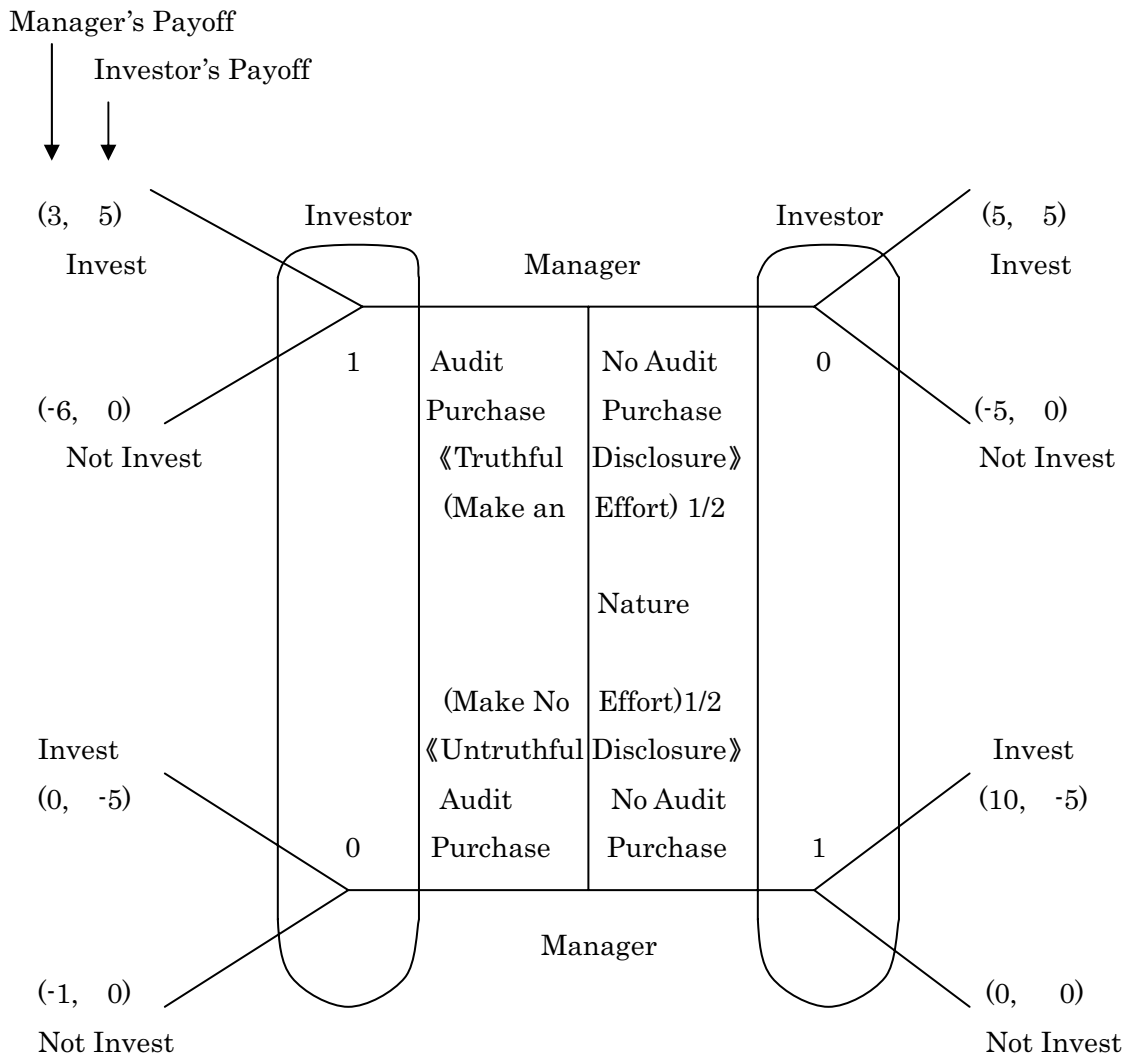 Manager's Payoff
Investor's Payoff
(3, 5) Investor Investor (5, 5)
Invest Manager Invest
1 Audit No Audit 0
(-6, 0) Purchase Purchase (-5, 0)
Not Invest 《Truthful Disclosure》 Not Invest
(Make an Effort) 1/2
Nature
(Make No Effort)1/2
Invest 《Untruthful Disclosure》 Invest
(0, -5) Audit No Audit (10, -5)
0 Purchase Purchase 1
Manager
(-1, 0) (0, 0)
Not Invest Not Invest